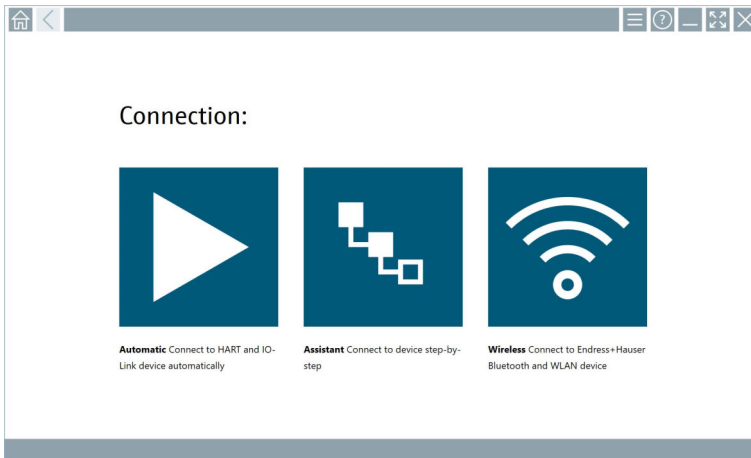 ?
Connection:
Automatic Connect to HART and IO-
Link device automatically
Assistant Connect to device step-by-
step
Wireless Connect to Endress+Hauser
Bluetooth and WLAN device